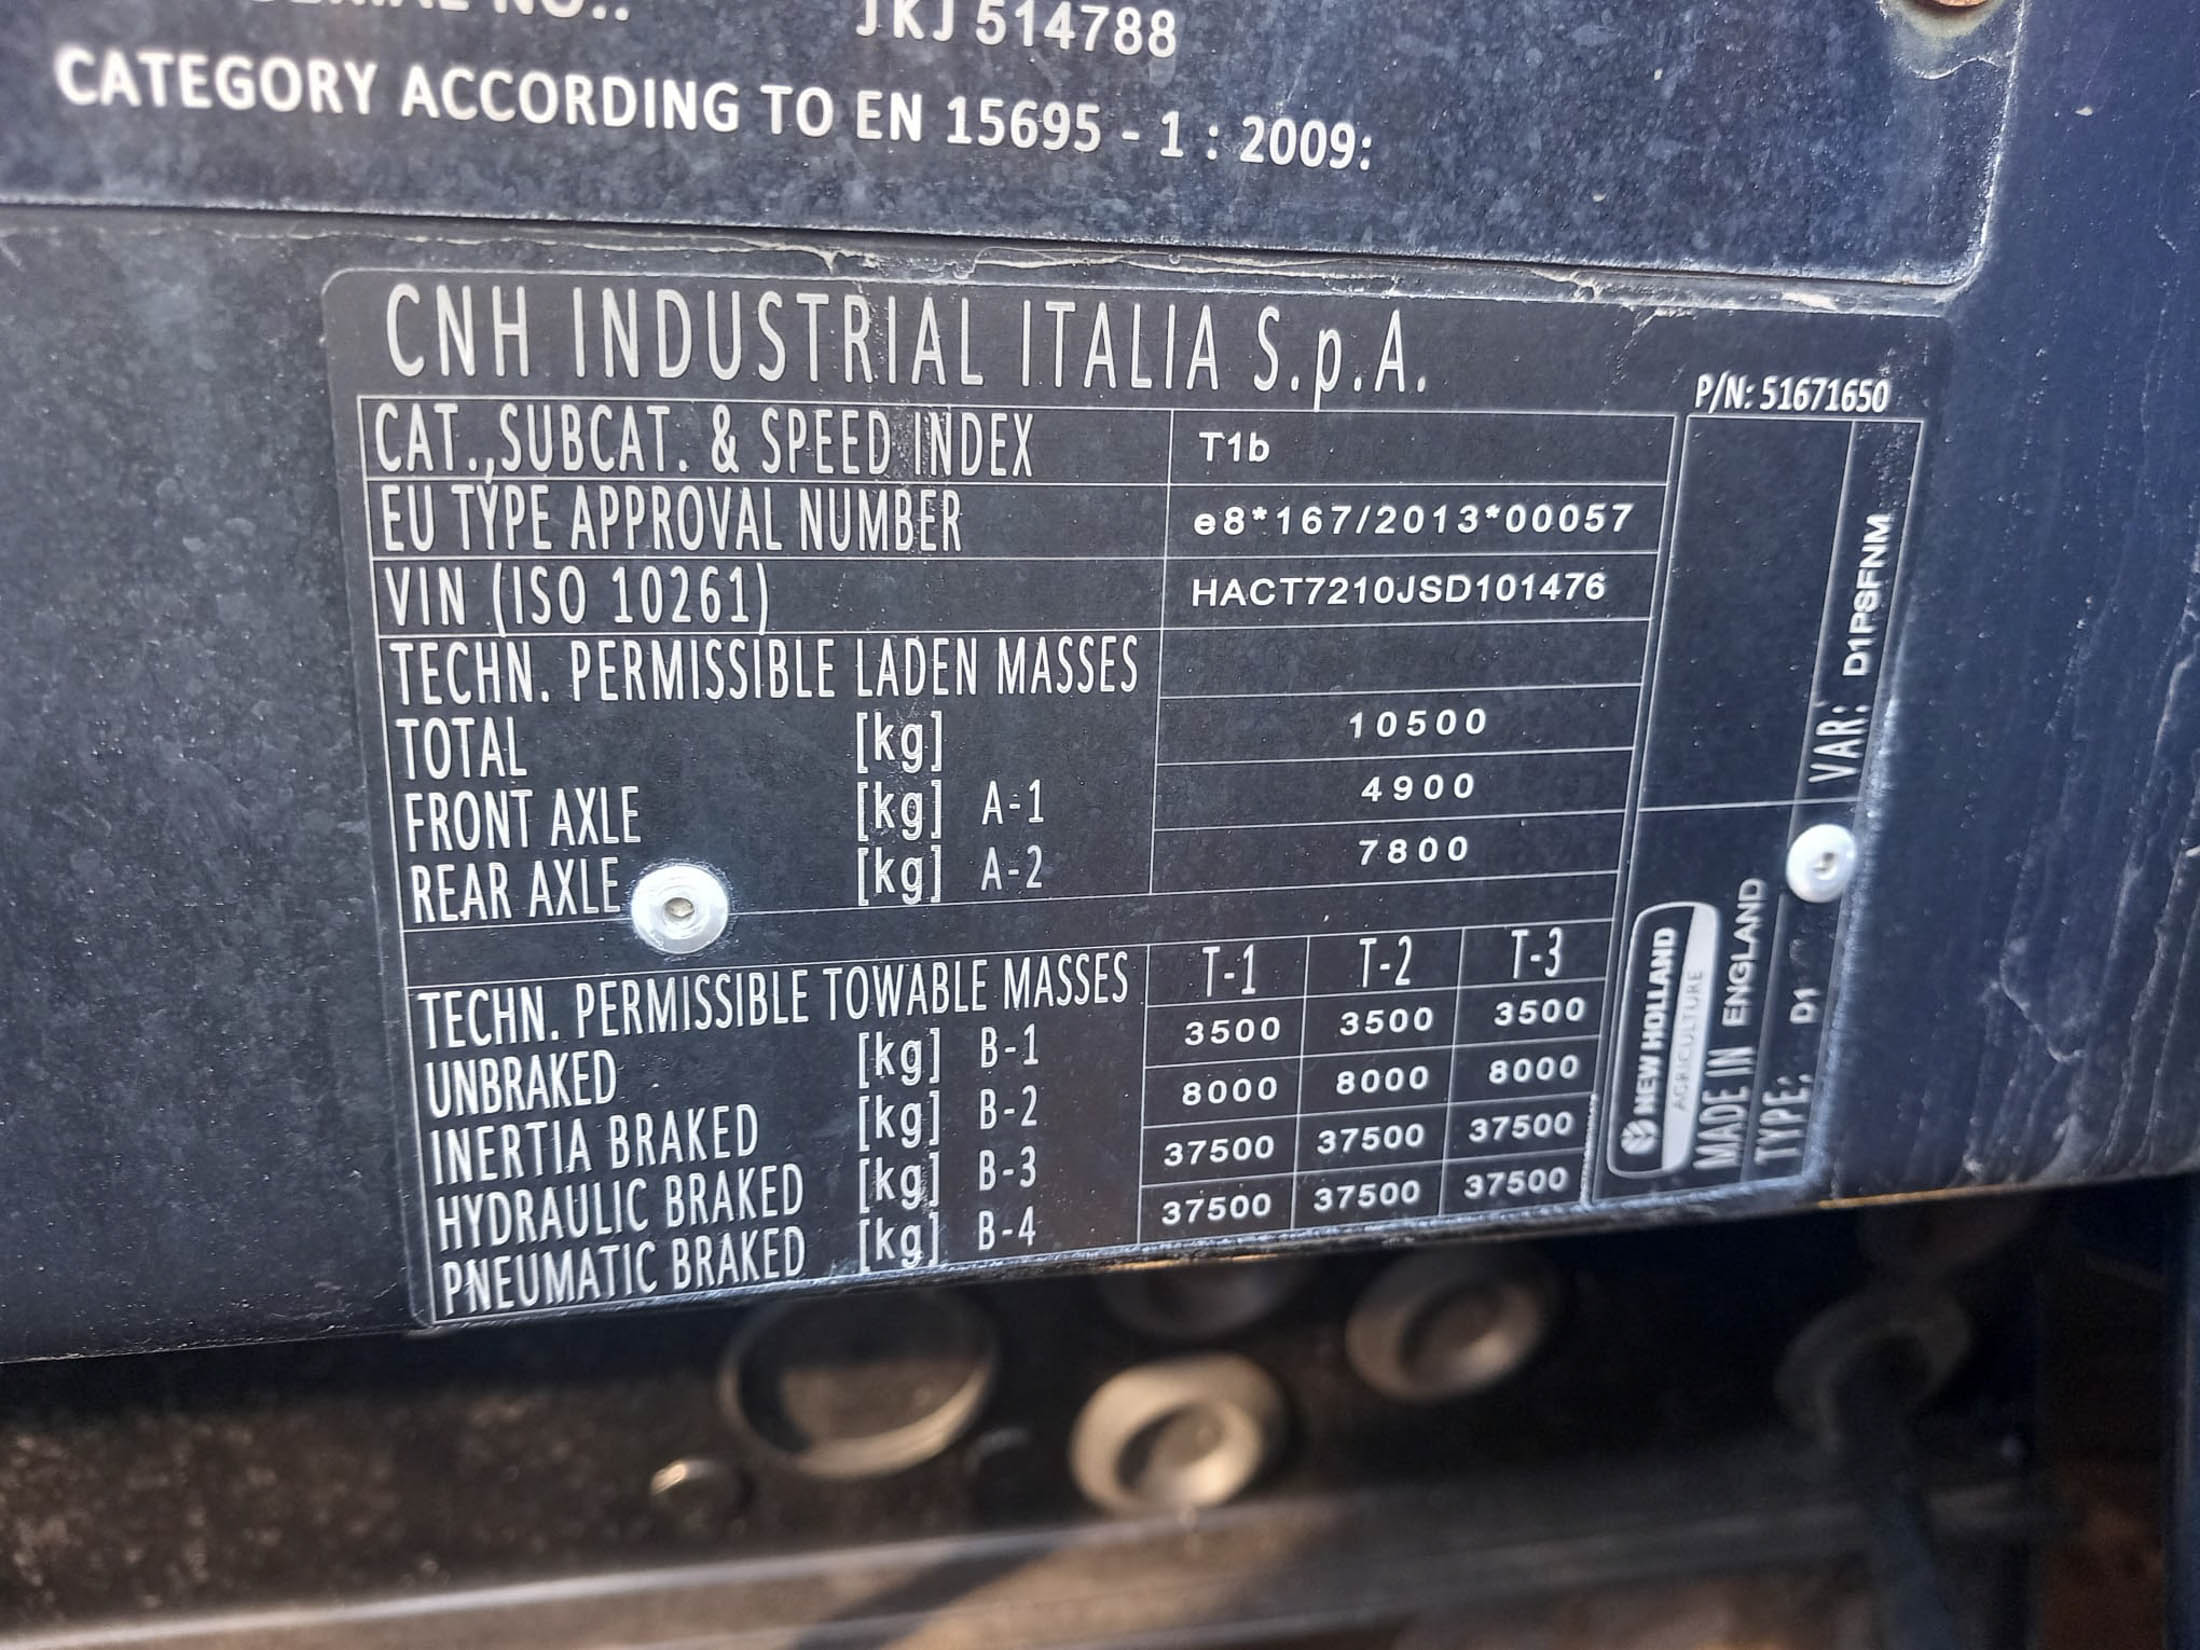 SERIAL NO.: JKJ514788
CATEGORY ACCORDING TO EN 15695 - 1 : 2009:
CNH INDUSTRIAL ITALIA S.p.A.
P/N: 51671650
CAT.,SUBCAT. & SPEED INDEX T1b
EU TYPE APPROVAL NUMBER e8*167/2013*00057
VIN (ISO 10261) HACT7210JSD101476
TECHN. PERMISSIBLE LADEN MASSES
TOTAL [kg] 10500
FRONT AXLE [kg] A-1 4900
REAR AXLE [kg] A-2 7800
TECHN. PERMISSIBLE TOWABLE MASSES T-1 T-2 T-3
UNBRAKED [kg] B-1 3500 3500 3500
INERTIA BRAKED [kg] B-2 8000 8000 8000
HYDRAULIC BRAKED [kg] B-3 37500 37500 37500
PNEUMATIC BRAKED [kg] B-4 37500 37500 37500
NEW HOLLAND
AGRICULTURE
MADE IN ENGLAND
TYPE: D1
VAR: D1PSFNM